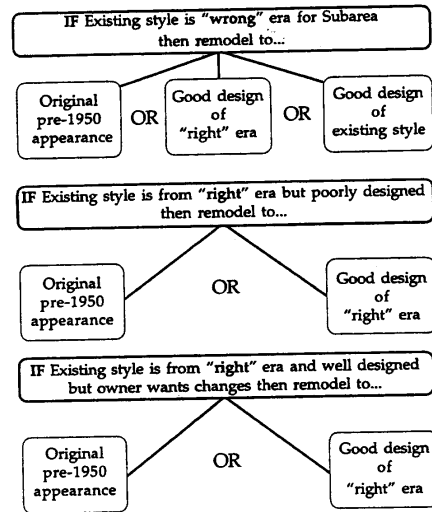 IF Existing style is "wrong" era for Subarea
then remodel to...
Original
pre-1950
appearance
OR
Good design
of
"right" era
OR
Good design
of
existing style
IF Existing style is from "right" era but poorly designed
then remodel to...
Original
pre-1950
appearance
OR
Good design
of
"right" era
IF Existing style is from "right" era and well designed
but owner wants changes then remodel to...
Original
pre-1950
appearance
OR
Good design
of
"right" era